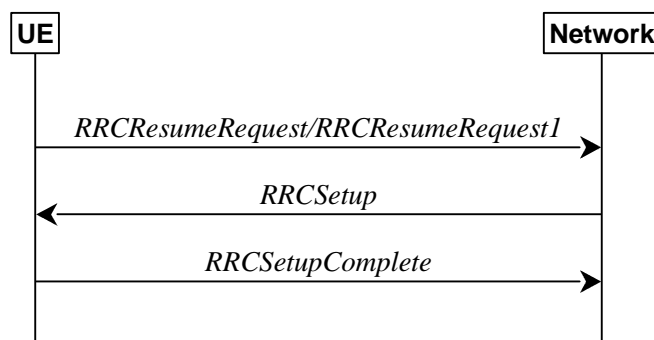 UE Network
RRCResumeRequest/RRCResumeRequest1
RRCSetup
RRCSetupComplete